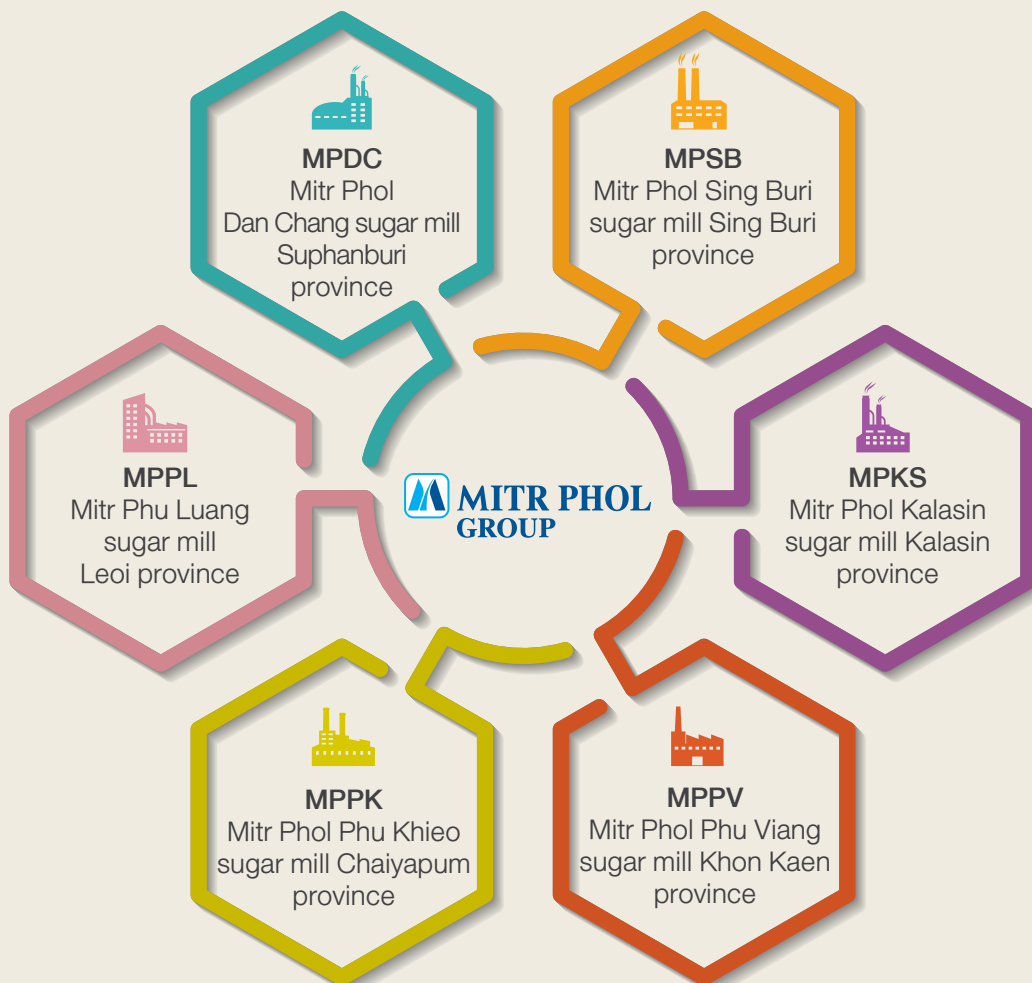 MPDC
Mitr Phol
Dan Chang sugar mill
Suphanburi
province
MPSB
Mitr Phol Sing Buri
sugar mill Sing Buri
province
MPPL
Mitr Phu Luang
sugar mill
Leoi province
MITR PHOL
GROUP
MPKS
Mitr Phol Kalasin
sugar mill Kalasin
province
MPPK
Mitr Phol Phu Khieo
sugar mill Chaiyapum
province
MPPV
Mitr Phol Phu Viang
sugar mill Khon Kaen
province